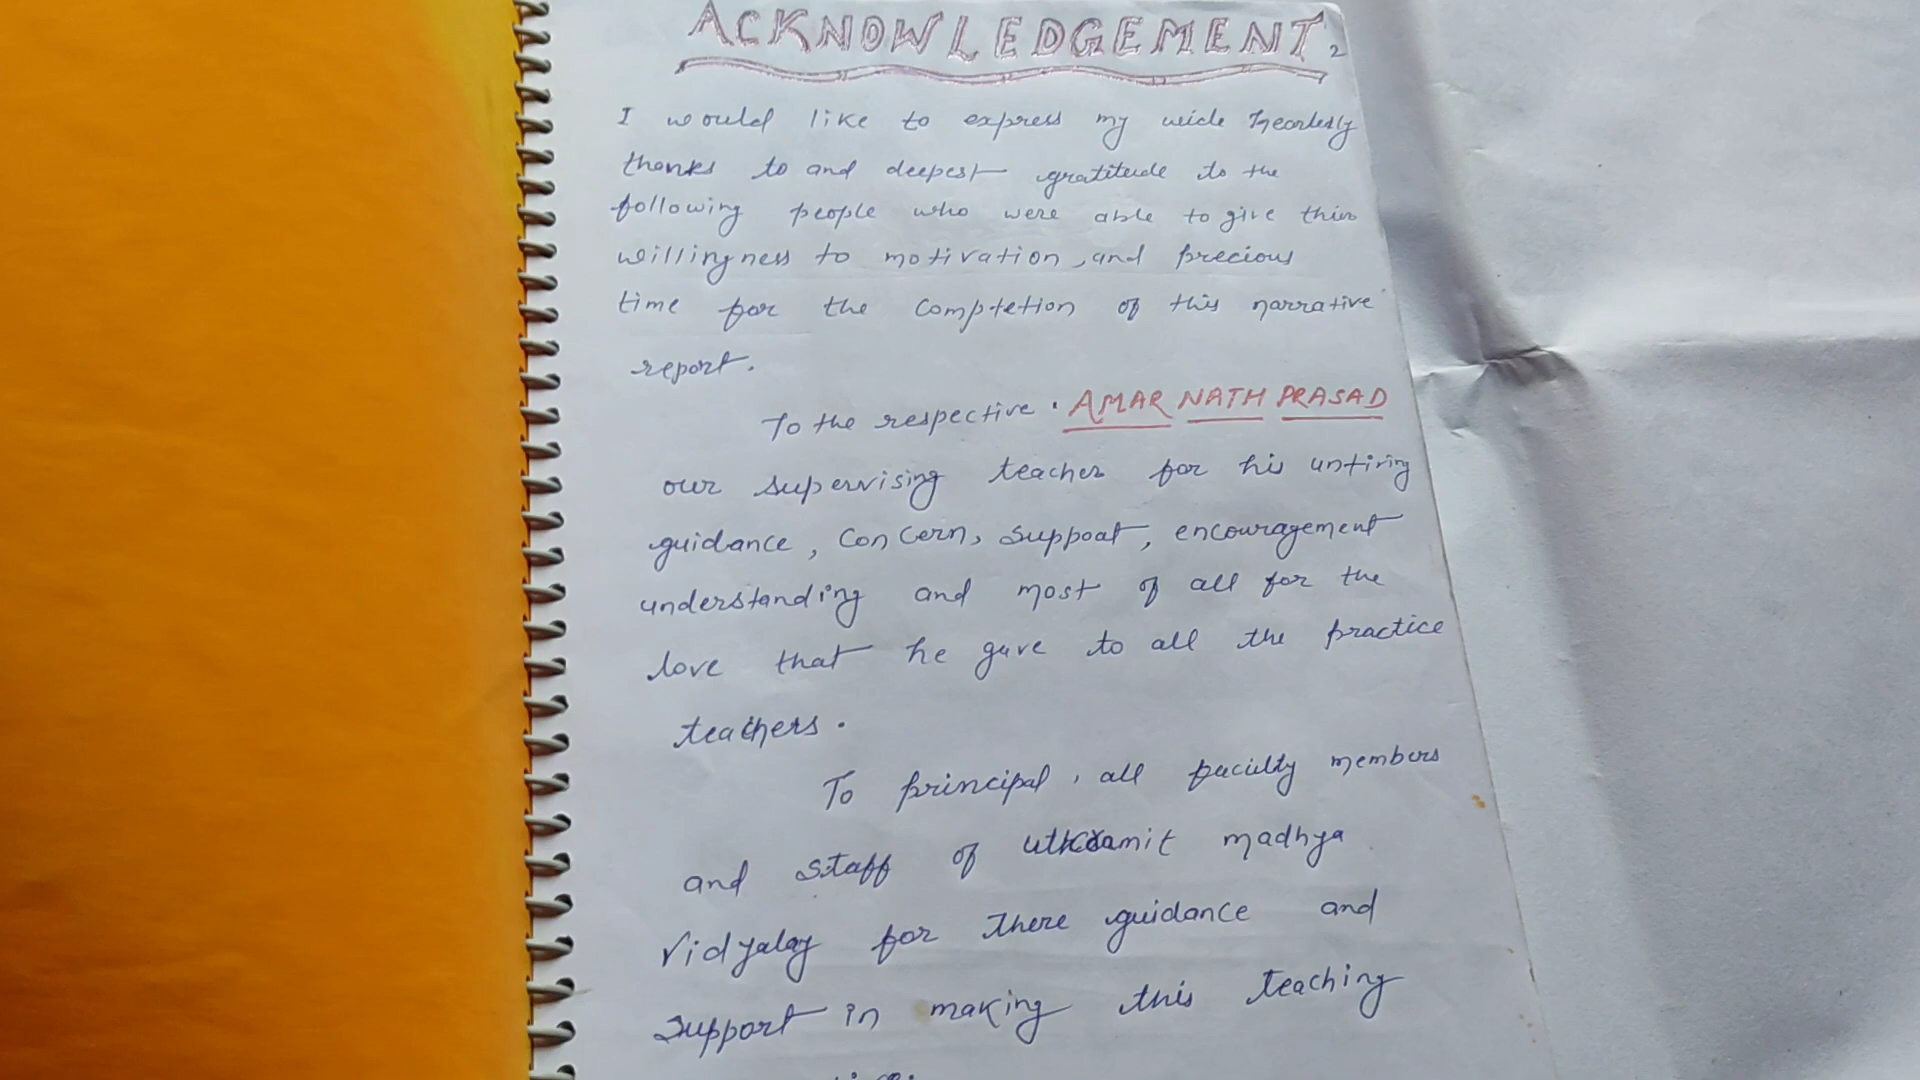 ACKNOWLEDGEMENT 2
I would like to express my wide heartedly
thanks to and deepest gratitude to the
following people who were able to give
willingness to motivation, and precious
time for the completion of this narrative
report.
To the respective . AMAR NATH PRASAD
our supervising teacher for his untiring
guidance, concern, support, encouragement
understanding and most of all for the
love that he gave to all the practice
teachers.
To principal, all faculty members
and staff of utkramit madhya
vidyalay for there guidance and
support in making this teaching